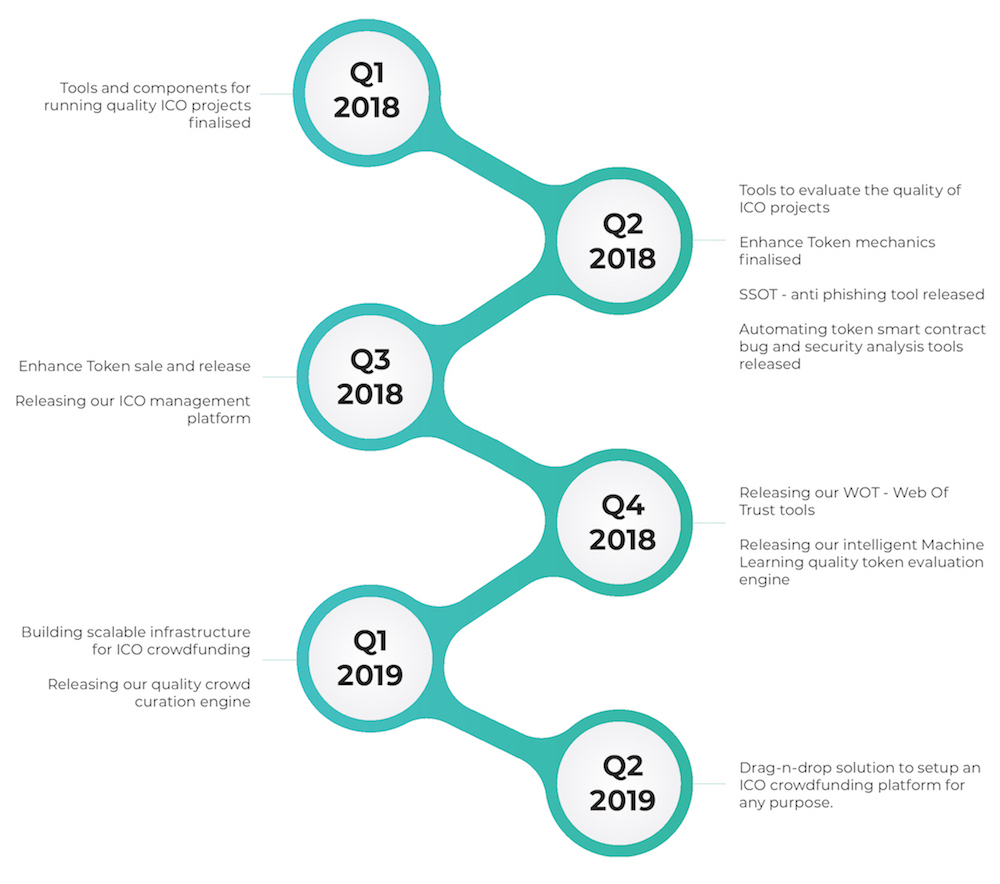 Q1
2018
Tools and components for
running quality ICO projects
finalised
Q2
2018
Tools to evaluate the quality of
ICO projects
Enhance Token mechanics
finalised
SSOT - anti phishing tool released
Automating token smart contract
bug and security analysis tools
released
Q3
2018
Enhance Token sale and release
Releasing our ICO management
platform
Q4
2018
Releasing our WOT - Web Of
Trust tools
Releasing our intelligent Machine
Learning quality token evaluation
engine
Q1
2019
Building scalable infrastructure
for ICO crowdfunding
Releasing our quality crowd
curation engine
Q2
2019
Drag-n-drop solution to setup an
ICO crowdfunding platform for
any purpose.